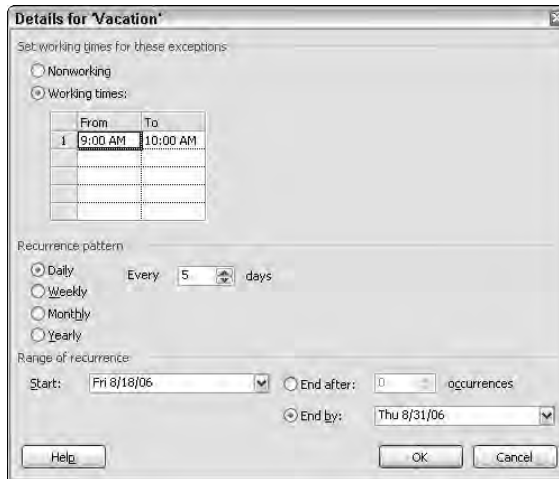 Details for 'Vacation'
Set working times for these exceptions
Nonworking
Working times:
From To
1 9:00 AM 10:00 AM
Recurrence pattern
Daily Every 5 days
Weekly
Monthly
Yearly
Range of recurrence
Start: Fri 8/18/06 End after: 0 occurrences
End by: Thu 8/31/06
Help OK Cancel